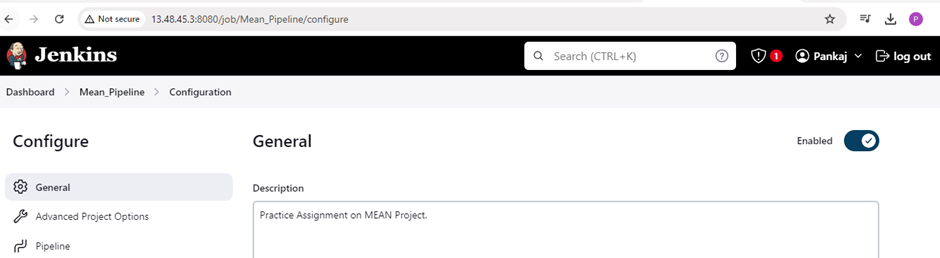 Not secure 13.48.45.3:8080/job/Mean_Pipeline/configure P
Jenkins Search (CTRL+K) ? 1 Pankaj log out
Dashboard > Mean_Pipeline > Configuration
Configure General Enabled
General
Description
Advanced Project Options Practice Assignment on MEAN Project.
Pipeline